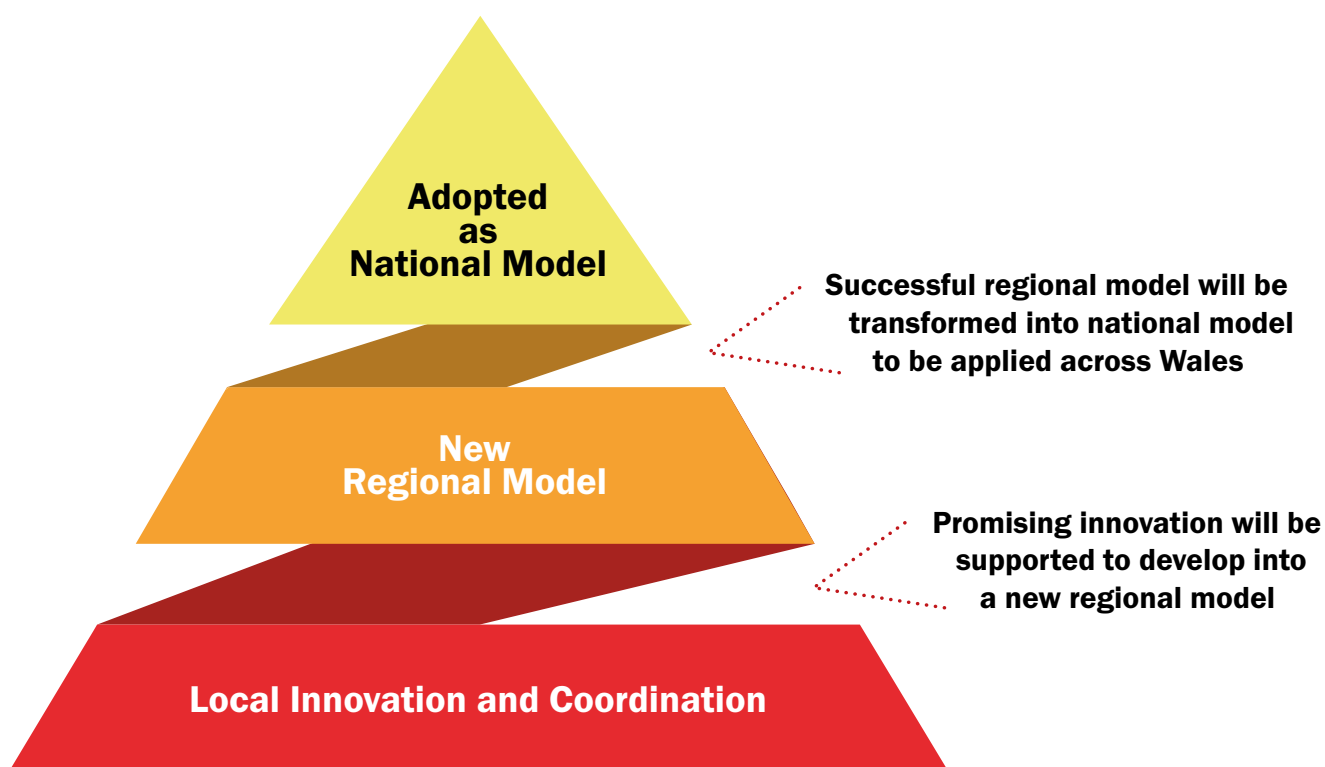 Adopted
as
National Model
Successful regional model will be
transformed into national model
to be applied across Wales
New
Regional Model
Promising innovation will be
supported to develop into
a new regional model
Local Innovation and Coordination